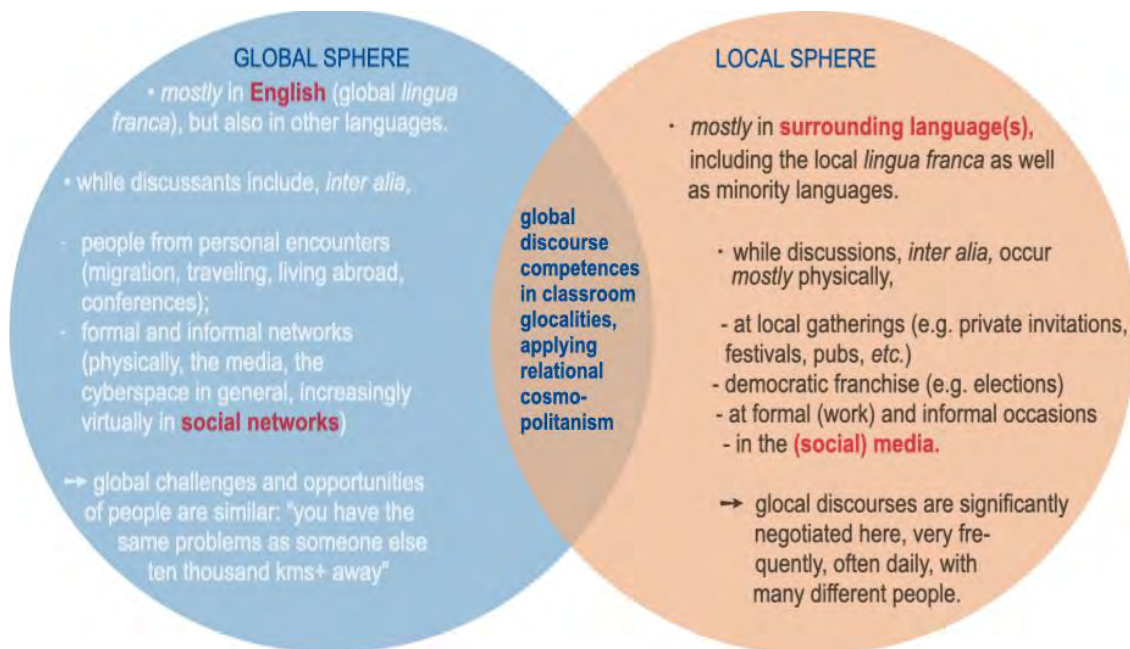 GLOBAL SPHERE
• mostly in English (global lingua
franca), but also in other languages.
• while discussants include, inter alia,
- people from personal encounters
(migration, traveling, living abroad,
conferences);
- formal and informal networks
(physically, the media, the
cyberspace in general, increasingly
virtually in social networks)
→ global challenges and opportunities
of people are similar: "you have the
same problems as someone else
ten thousand kms+ away"
global
discourse
competences
in classroom
glocalities,
applying
relational
cosmo-
politanism
LOCAL SPHERE
· mostly in surrounding language(s),
including the local lingua franca as well
as minority languages.
· while discussions, inter alia, occur
mostly physically,
- at local gatherings (e.g. private invitations,
festivals, pubs, etc.)
- democratic franchise (e.g. elections)
- at formal (work) and informal occasions
- in the (social) media.
→ glocal discourses are significantly
negotiated here, very fre-
quently, often daily, with
many different people.